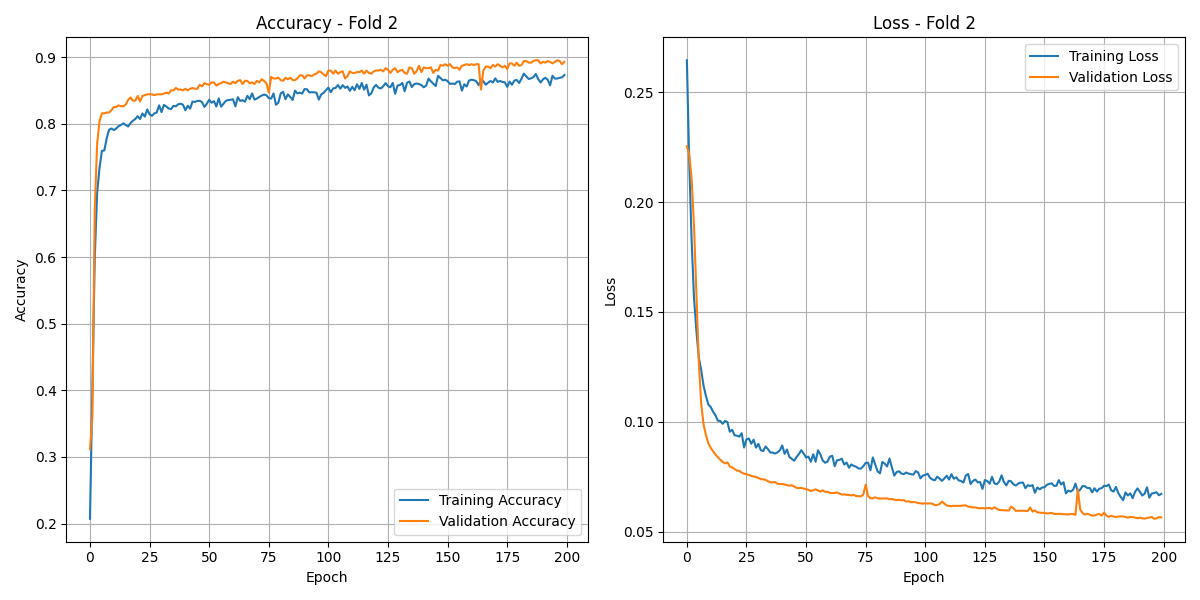 Accuracy - Fold 2
Accuracy
0.9
0.8
0.7
0.6
0.5
0.4
0.3
0.2
0 25 50 75 100 125 150 175 200
Epoch
Training Accuracy
Validation Accuracy
Loss - Fold 2
Loss
0.25
0.20
0.15
0.10
0.05
0 25 50 75 100 125 150 175 200
Epoch
Training Loss
Validation Loss